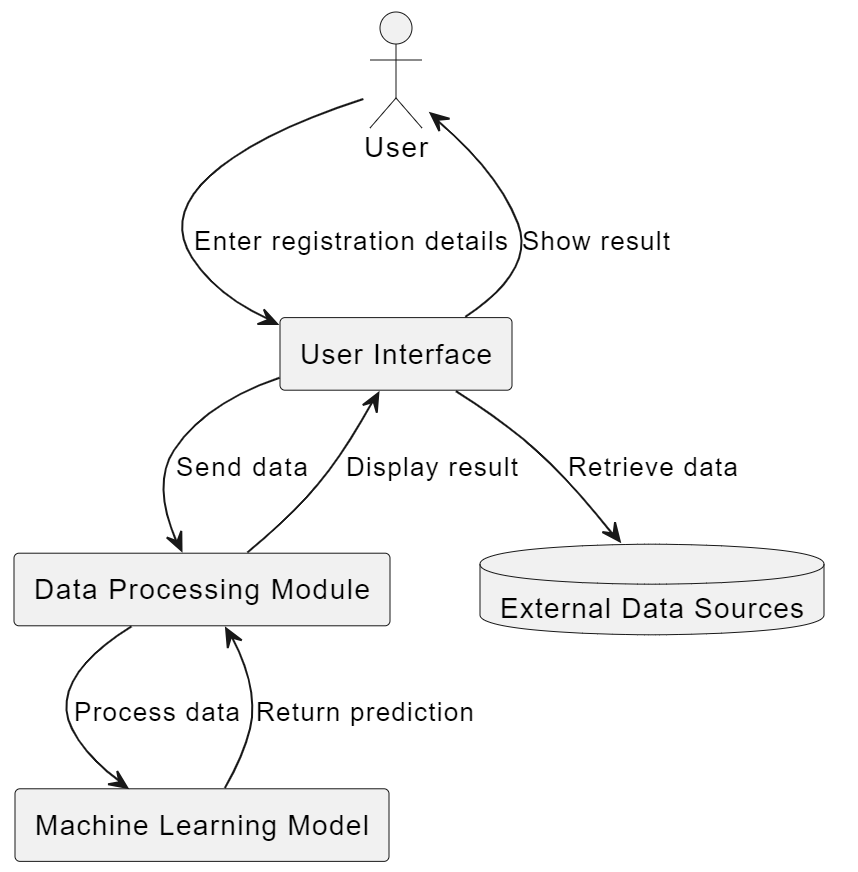 User
Enter registration details
Show result
User Interface
Send data
Display result
Retrieve data
Data Processing Module
External Data Sources
Process data
Return prediction
Machine Learning Model